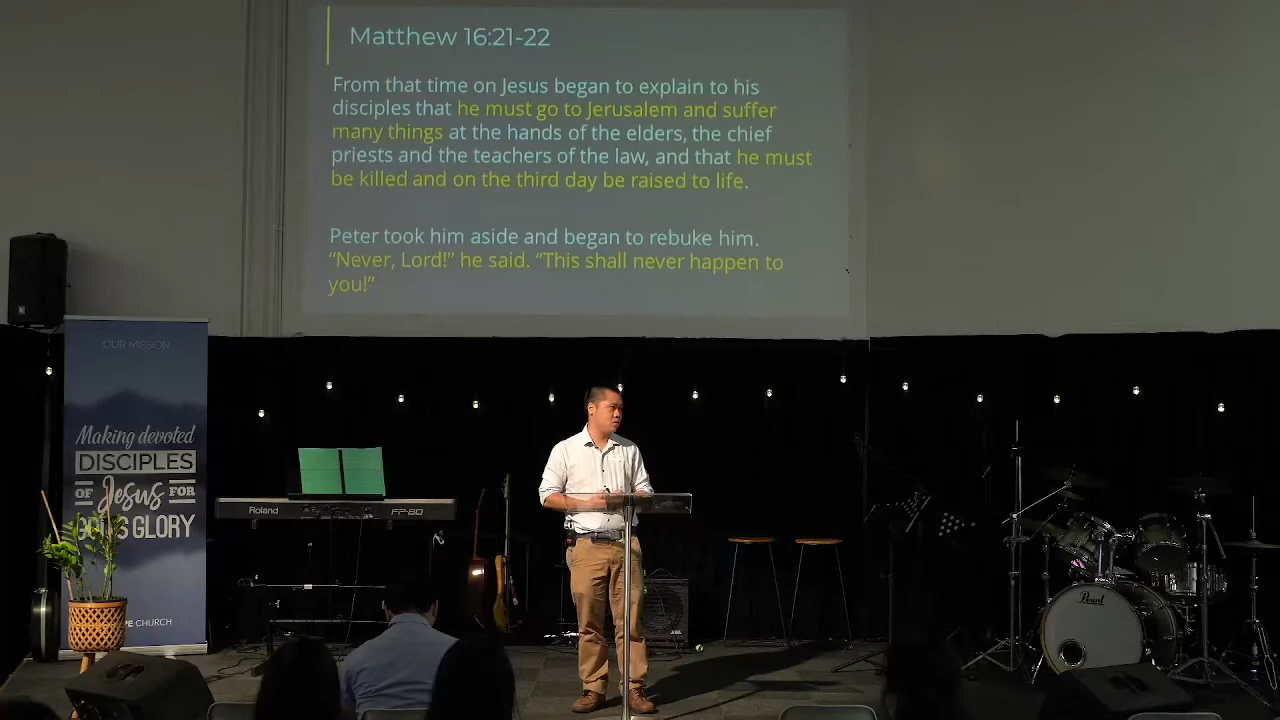 Matthew 16:21-22
From that time on Jesus began to explain to his
disciples that he must go to Jerusalem and suffer
many things at the hands of the elders, the chief
priests and the teachers of the law, and that he must
be killed and on the third day be raised to life.
Peter took him aside and began to rebuke him.
“Never, Lord!” he said. “This shall never happen to
you!”
OUR MISSION
Making devoted
DISCIPLES
OF Jesus FOR
GLORY
CHURCH
Roland
FP-80
Pearl